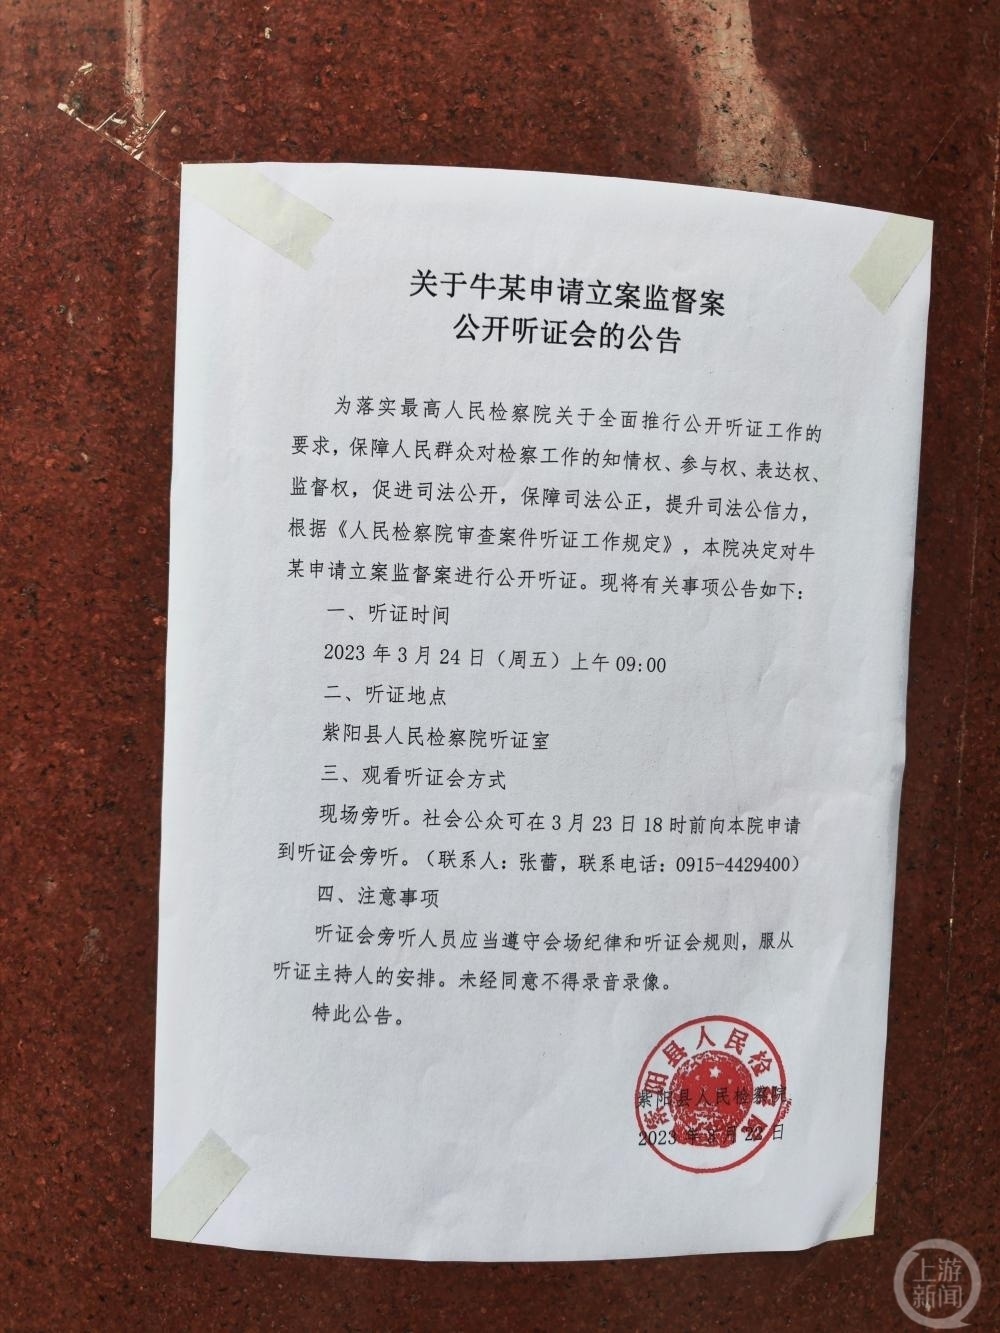 关于牛某申请立案监督案
公开听证会的公告
为落实最高人民检察院关于全面推行公开听证工作的
要求，保障人民群众对检察工作的知情权、参与权、表达权、
监督权，促进司法公开，保障司法公正，提升司法公信力，
根据《人民检察院审查案件听证工作规定》，本院决定对牛
某申请立案监督案进行公开听证。现将有关事项公告如下：
一、听证时间
2023 年 3 月 24 日（周五）上午 09:00
二、听证地点
紫阳县人民检察院听证室
三、观看听证会方式
现场旁听。社会公众可在 3 月 23 日 18 时前向本院申请
到听证会旁听。（联系人：张蕾，联系电话：0915-4429400）
四、注意事项
听证会旁听人员应当遵守会场纪律和听证会规则，服从
听证主持人的安排。未经同意不得录音录像。
特此公告。
紫阳县人民检察院
紫阳县人民检察院
2023 年 3 月 22 日
上游
新闻